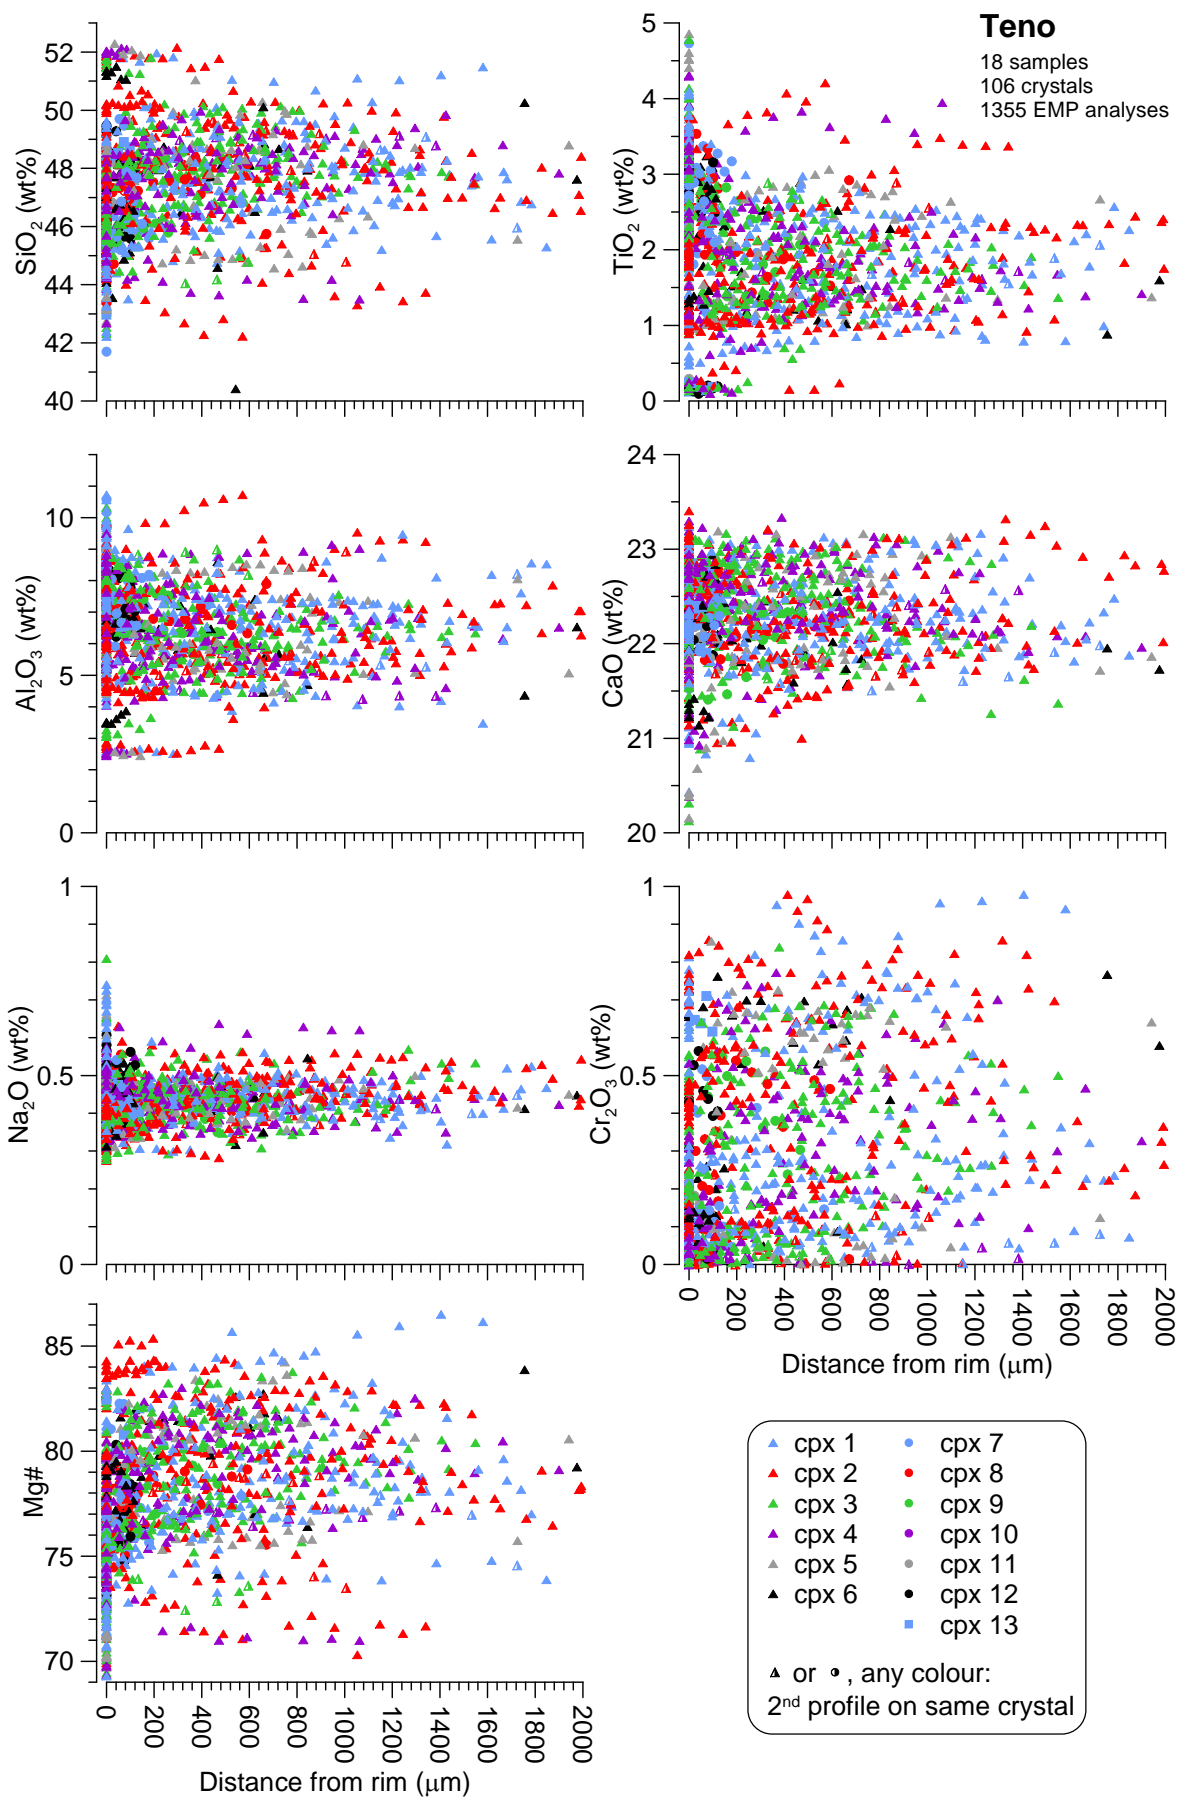 Teno
18 samples
106 crystals
1355 EMP analyses
52
50
48
46
44
42
40
SiO₂ (wt%)
5
4
3
2
1
0
TiO₂ (wt%)
10
5
0
Al₂O₃ (wt%)
24
23
22
21
20
CaO (wt%)
1
0.5
0
Na₂O (wt%)
1
0.5
0
Cr₂O₃ (wt%)
0 200 400 600 800 1000 1200 1400 1600 1800 2000
Distance from rim (μm)
85
80
75
70
Mg#
0 200 400 600 800 1000 1200 1400 1600 1800 2000
Distance from rim (μm)
cpx 1 cpx 7
cpx 2 cpx 8
cpx 3 cpx 9
cpx 4 cpx 10
cpx 5 cpx 11
cpx 6 cpx 12
cpx 13
or , any colour:
2ⁿᵈ profile on same crystal